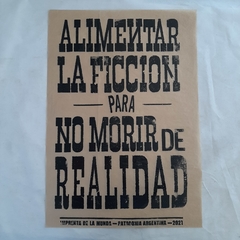 ALIMENTAR
LA FICCION
PARA
NO MORIR DE
REALIDAD
IMPRENTA DE LA MONDA — PATAGONIA ARGENTINA — 2021